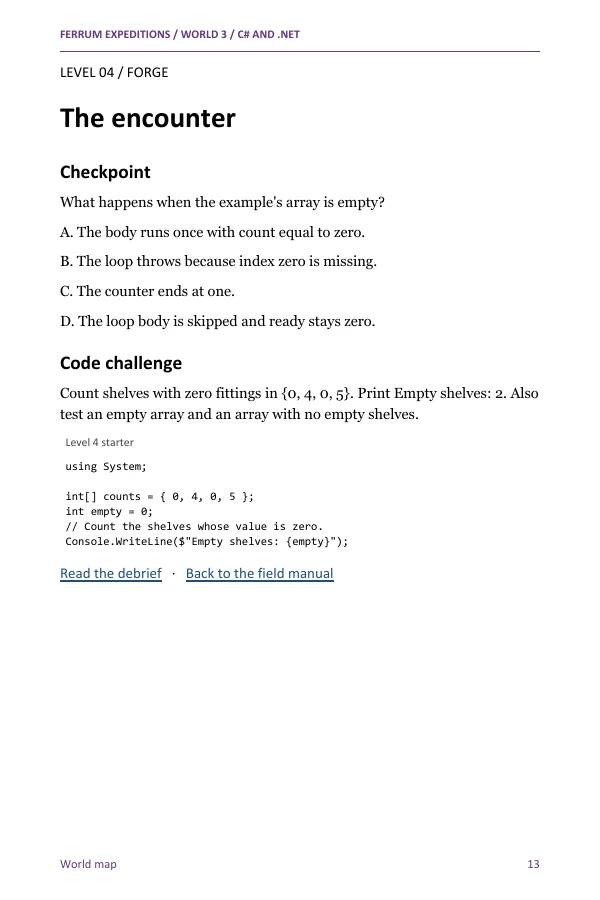 FERRUM EXPEDITIONS / WORLD 3 / C# AND .NET
LEVEL 04 / FORGE
The encounter
Checkpoint
What happens when the example's array is empty?
A. The body runs once with count equal to zero.
B. The loop throws because index zero is missing.
C. The counter ends at one.
D. The loop body is skipped and ready stays zero.
Code challenge
Count shelves with zero fittings in {0, 4, 0, 5}. Print Empty shelves: 2. Also
test an empty array and an array with no empty shelves.
Level 4 starter
using System;
int[] counts = { 0, 4, 0, 5 };
int empty = 0;
// Count the shelves whose value is zero.
Console.WriteLine($"Empty shelves: {empty}");
Read the debrief · Back to the field manual
World map 13